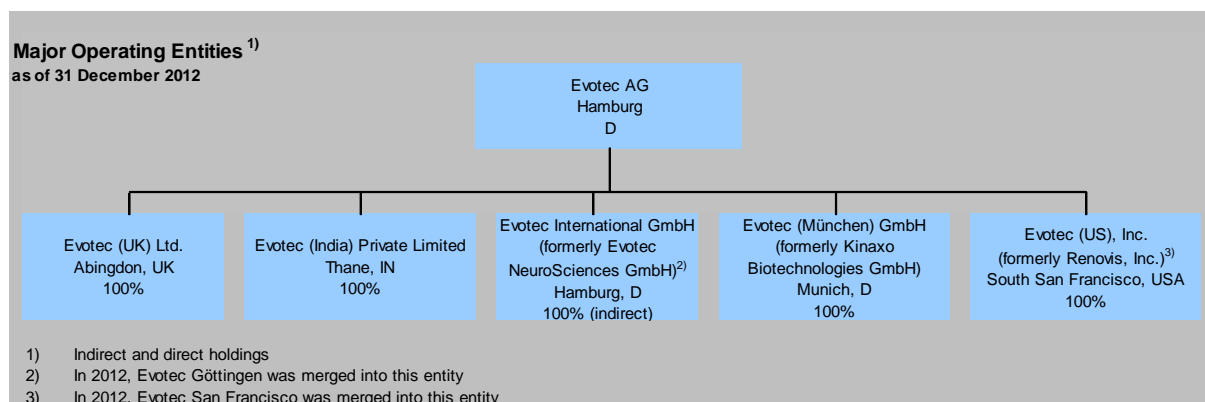 Major Operating Entities 1)
as of 31 December 2012
Evotec AG
Hamburg
D
Evotec (UK) Ltd.
Abingdon, UK
100%
Evotec (India) Private Limited
Thane, IN
100%
Evotec International GmbH
(formerly Evotec
NeuroSciences GmbH)2)
Hamburg, D
100% (indirect)
Evotec (München) GmbH
(formerly Kinaxo
Biotechnologies GmbH)
Munich, D
100%
Evotec (US), Inc.
(formerly Renovis, Inc.)3)
South San Francisco, USA
100%
1) Indirect and direct holdings
2) In 2012, Evotec Göttingen was merged into this entity
3) In 2012, Evotec San Francisco was merged into this entity